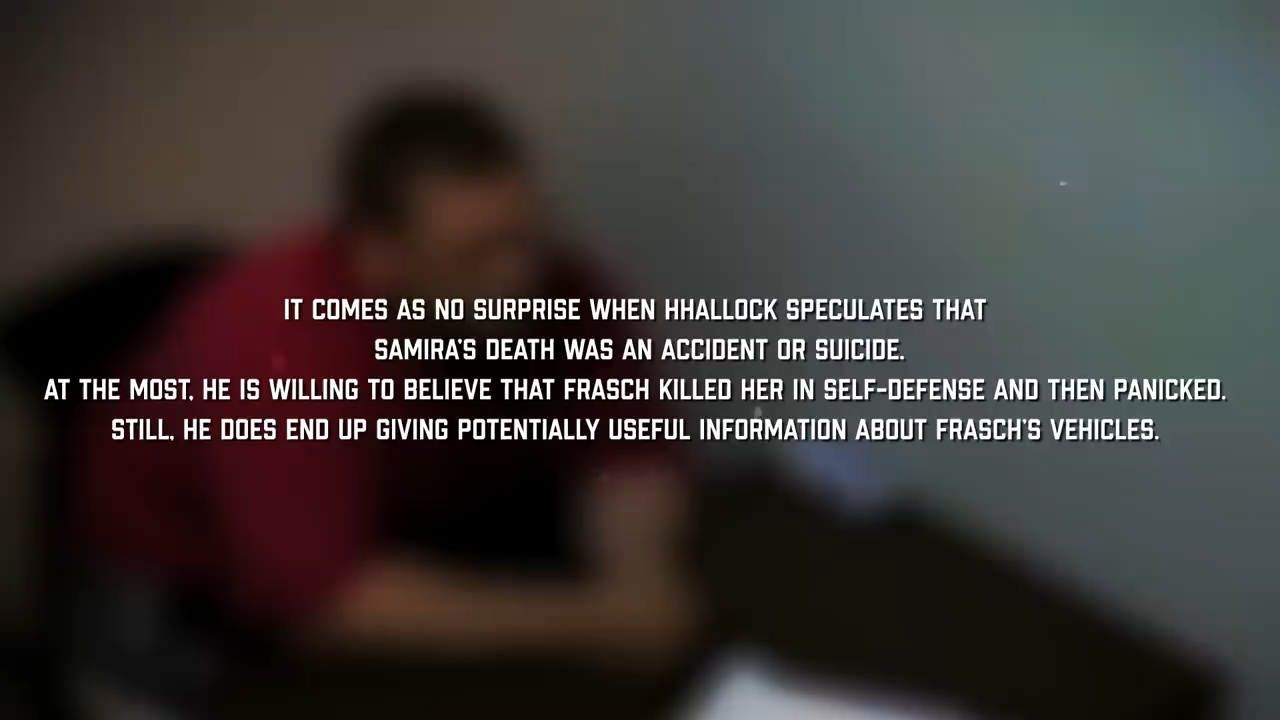 IT COMES AS NO SURPRISE WHEN HHALLOCK SPECULATES THAT
SAMIRA'S DEATH WAS AN ACCIDENT OR SUICIDE.
AT THE MOST, HE IS WILLING TO BELIEVE THAT FRASCH KILLED HER IN SELF-DEFENSE AND THEN PANICKED.
STILL, HE DOES END UP GIVING POTENTIALLY USEFUL INFORMATION ABOUT FRASCH'S VEHICLES.